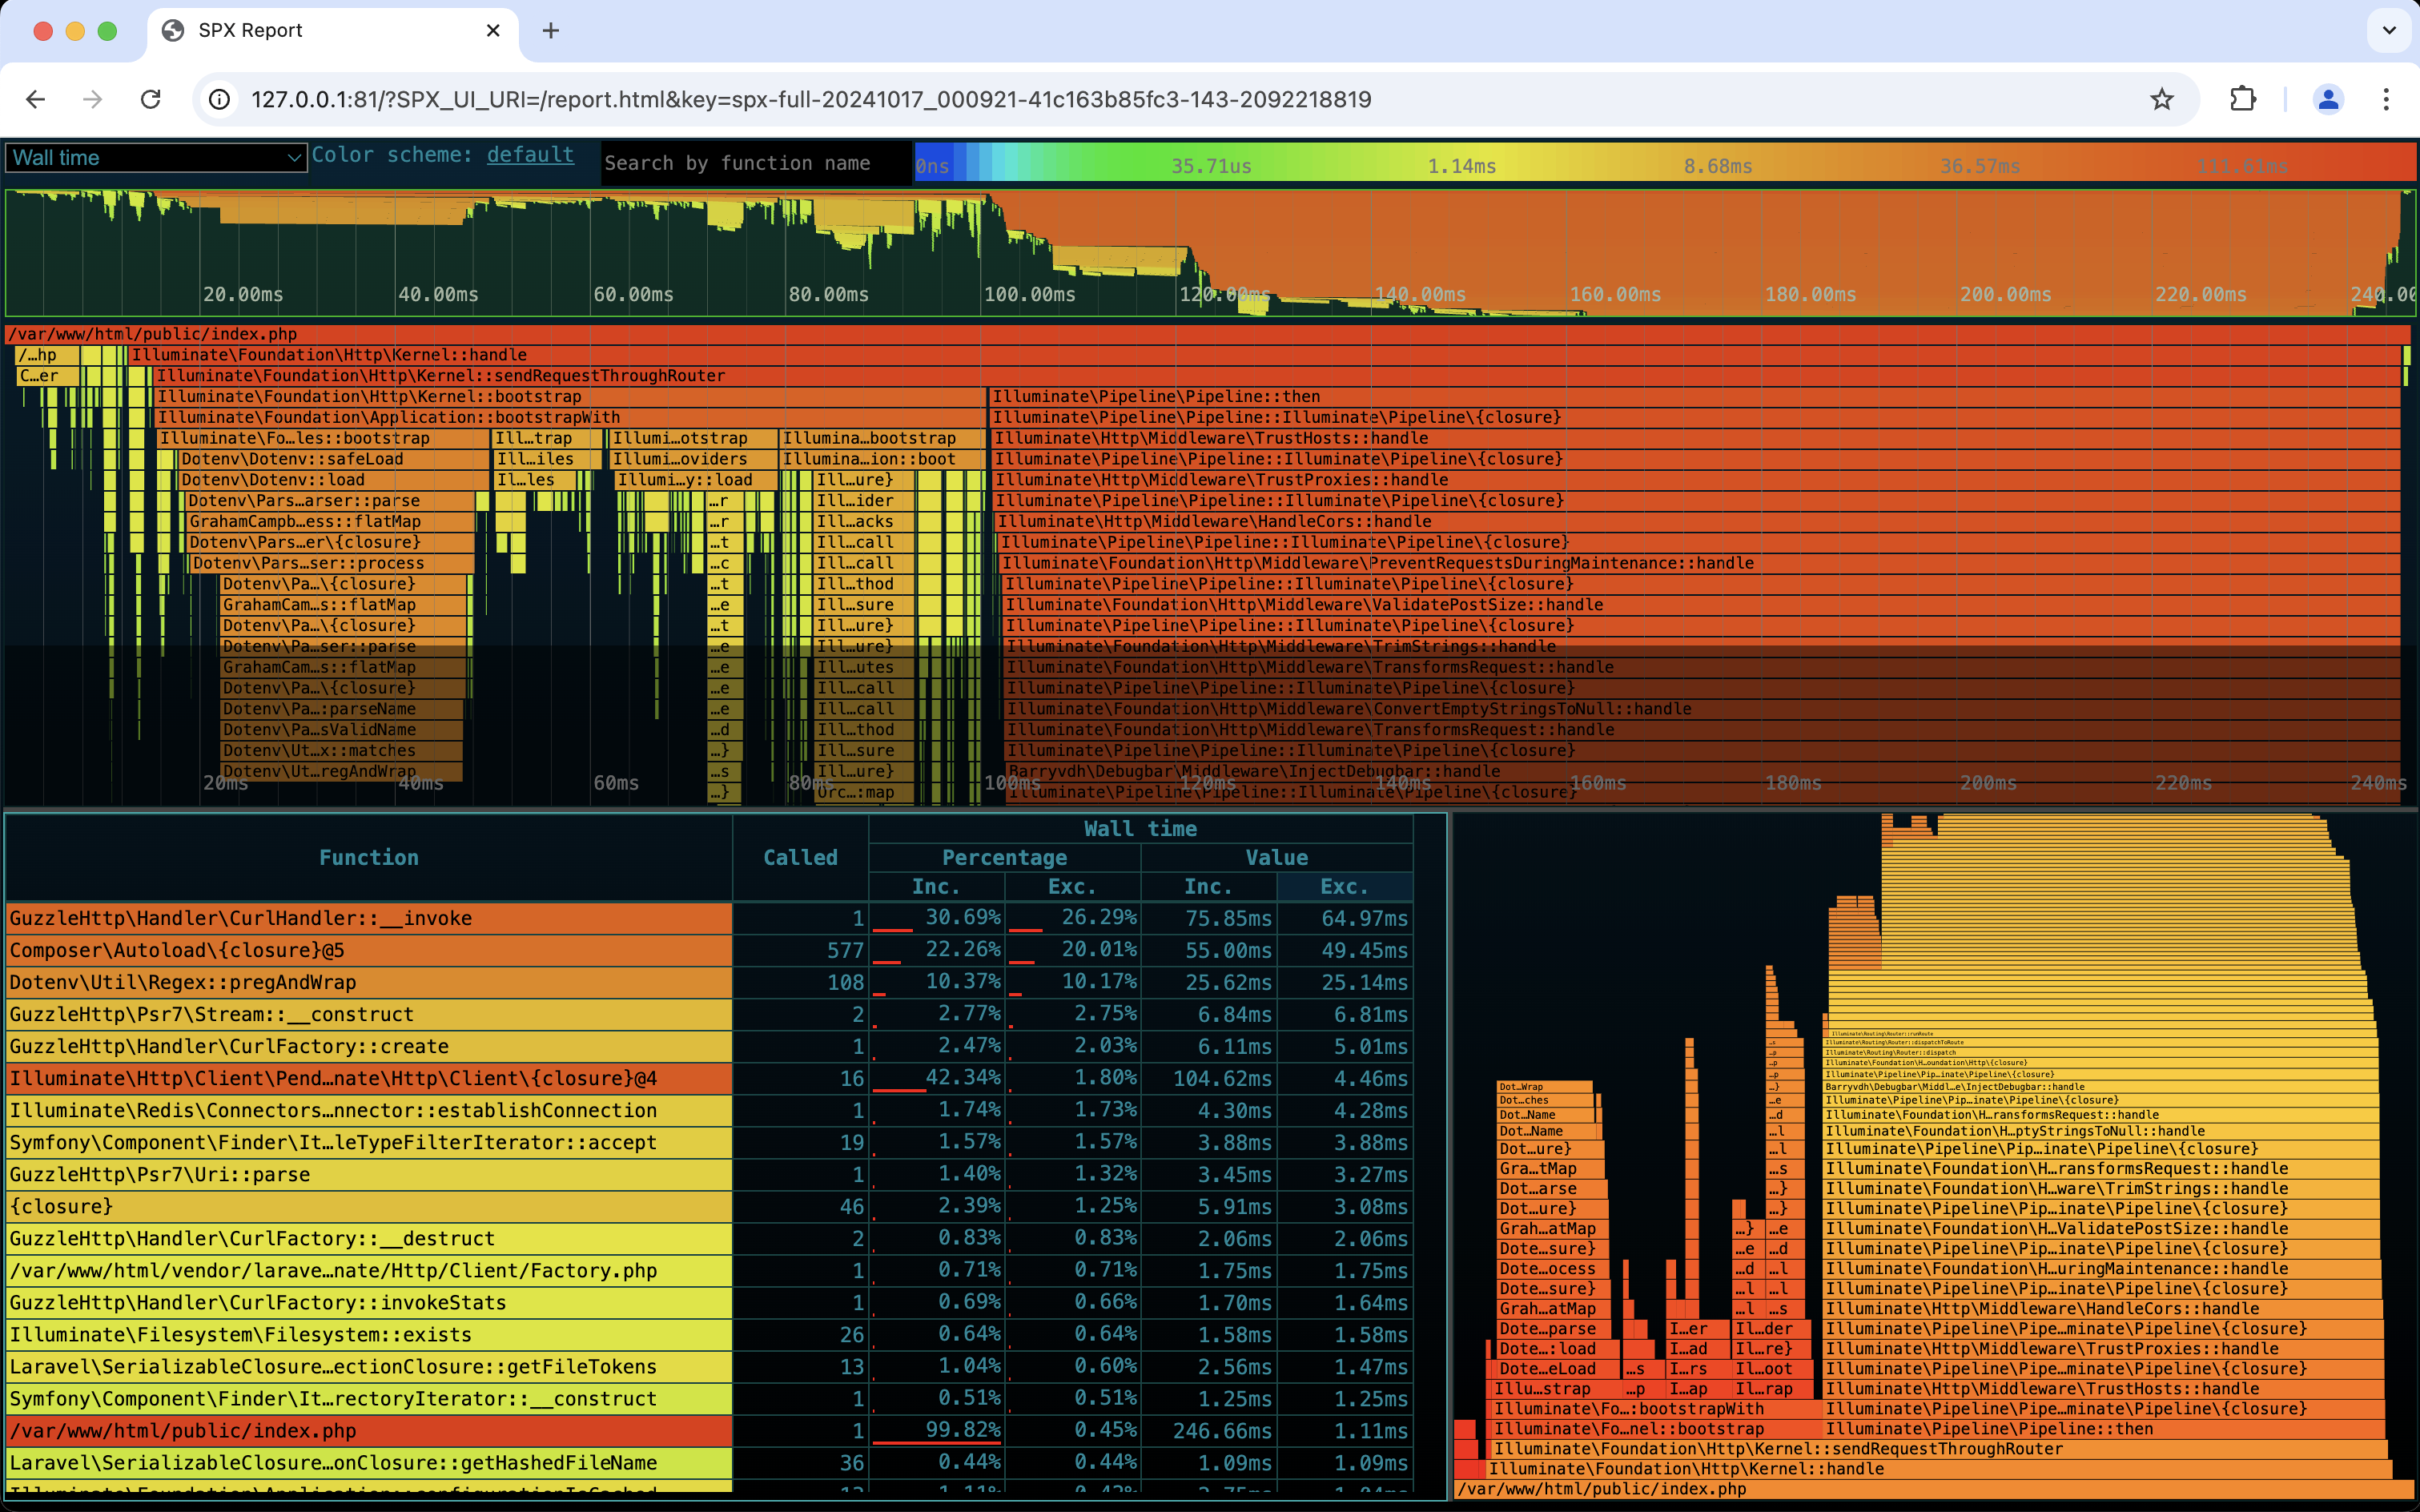 SPX Report
127.0.0.1:81/?SPX_UI_URI=/report.html&key=spx-full-20241017_000921-41c163b85fc3-143-2092218819
Wall time Color scheme: default Search by function name 0ns 35.71us 1.14ms 8.68ms 36.57ms 111.61ms
20.00ms 40.00ms 60.00ms 80.00ms 100.00ms 120.00ms 140.00ms 160.00ms 180.00ms 200.00ms 220.00ms 240.00
/var/www/html/public/index.php
/…hp Illuminate\Foundation\Http\Kernel::handle
C…er Illuminate\Foundation\Http\Kernel::sendRequestThroughRouter
Illuminate\Foundation\Http\Kernel::bootstrap Illuminate\Pipeline\Pipeline::then
Illuminate\Foundation\Application::bootstrapWith Illuminate\Pipeline\Pipeline::Illuminate\Pipeline\{closure}
Illuminate\Fo…les::bootstrap Ill…trap Illumi…otstrap Illumina…bootstrap Illuminate\Http\Middleware\TrustHosts::handle
Dotenv\Dotenv::safeLoad Ill…iles Illumi…oviders Illumina…ion::boot Illuminate\Pipeline\Pipeline::Illuminate\Pipeline\{closure}
Dotenv\Dotenv::load Il…les Illumi…y::load Ill…ure} Illuminate\Http\Middleware\TrustProxies::handle
Dotenv\Pars…arser::parse …r Ill…ider Illuminate\Pipeline\Pipeline::Illuminate\Pipeline\{closure}
GrahamCampb…ess::flatMap …r Ill…acks Illuminate\Http\Middleware\HandleCors::handle
Dotenv\Pars…er\{closure} …t Ill…call Illuminate\Pipeline\Pipeline::Illuminate\Pipeline\{closure}
Dotenv\Pars…ser::process …c Ill…call Illuminate\Foundation\Http\Middleware\PreventRequestsDuringMaintenance::handle
Dotenv\Pa…\{closure} …t Ill…thod Illuminate\Pipeline\Pipeline::Illuminate\Pipeline\{closure}
GrahamCam…s::flatMap …e Ill…sure Illuminate\Foundation\Http\Middleware\ValidatePostSize::handle
Dotenv\Pa…\{closure} …t Ill…ure} Illuminate\Pipeline\Pipeline::Illuminate\Pipeline\{closure}
Dotenv\Pa…ser::parse …e Ill…ure} Illuminate\Foundation\Http\Middleware\TrimStrings::handle
GrahamCam…s::flatMap …e Ill…utes Illuminate\Foundation\Http\Middleware\TransformsRequest::handle
Dotenv\Pa…\{closure} …e Ill…call Illuminate\Pipeline\Pipeline::Illuminate\Pipeline\{closure}
Dotenv\Pa…:parseName …e Ill…call Illuminate\Foundation\Http\Middleware\ConvertEmptyStringsToNull::handle
Dotenv\Pa…sValidName …d Ill…thod Illuminate\Foundation\Http\Middleware\TransformsRequest::handle
Dotenv\Ut…x::matches …} Ill…sure Illuminate\Pipeline\Pipeline::Illuminate\Pipeline\{closure}
Dotenv\Ut…regAndWrap …s Ill…ure} Barryvdh\Debugbar\Middleware\InjectDebugbar::handle
20ms 40ms 60ms 80ms 100ms 120ms 140ms 160ms 180ms 200ms 220ms 240ms
…} Orc…:map Illuminate\Pipeline\Pipeline::Illuminate\Pipeline\{closure}
Wall time
Function Called Percentage Value
Inc. Exc. Inc. Exc.
GuzzleHttp\Handler\CurlHandler::__invoke 1 30.69% 26.29% 75.85ms 64.97ms
Composer\Autoload\{closure}@5 577 22.26% 20.01% 55.00ms 49.45ms
Dotenv\Util\Regex::pregAndWrap 108 10.37% 10.17% 25.62ms 25.14ms
GuzzleHttp\Psr7\Stream::__construct 2 2.77% 2.75% 6.84ms 6.81ms
GuzzleHttp\Handler\CurlFactory::create 1 2.47% 2.03% 6.11ms 5.01ms
Illuminate\Http\Client\Pend…nate\Http\Client\{closure}@4 16 42.34% 1.80% 104.62ms 4.46ms
Illuminate\Redis\Connectors…nnector::establishConnection 1 1.74% 1.73% 4.30ms 4.28ms
Symfony\Component\Finder\It…leTypeFilterIterator::accept 19 1.57% 1.57% 3.88ms 3.88ms
GuzzleHttp\Psr7\Uri::parse 1 1.40% 1.32% 3.45ms 3.27ms
{closure} 46 2.39% 1.25% 5.91ms 3.08ms
GuzzleHttp\Handler\CurlFactory::__destruct 2 0.83% 0.83% 2.06ms 2.06ms
/var/www/html/vendor/larave…nate/Http/Client/Factory.php 1 0.71% 0.71% 1.75ms 1.75ms
GuzzleHttp\Handler\CurlFactory::invokeStats 1 0.69% 0.66% 1.70ms 1.64ms
Illuminate\Filesystem\Filesystem::exists 26 0.64% 0.64% 1.58ms 1.58ms
Laravel\SerializableClosure…ectionClosure::getFileTokens 13 1.04% 0.60% 2.56ms 1.47ms
Symfony\Component\Finder\It…rectoryIterator::__construct 1 0.51% 0.51% 1.25ms 1.25ms
/var/www/html/public/index.php 1 99.82% 0.45% 246.66ms 1.11ms
Laravel\SerializableClosure…onClosure::getHashedFileName 36 0.44% 0.44% 1.09ms 1.09ms
Illuminate\Routing\Router::runRoute
…s Illuminate\Routing\Router::dispatchToRoute
…p Illuminate\Routing\Router::dispatch
…p Illuminate\Foundation\H…oundation\Http\{closure}
…p Illuminate\Pipeline\Pip…inate\Pipeline\{closure}
Dot…Wrap …} Barryvdh\Debugbar\Middl…e\InjectDebugbar::handle
Dot…ches …e Illuminate\Pipeline\Pip…inate\Pipeline\{closure}
Dot…Name …d Illuminate\Foundation\H…ransformsRequest::handle
Dot…Name …l Illuminate\Foundation\H…ptyStringsToNull::handle
Dot…ure} …l Illuminate\Pipeline\Pip…inate\Pipeline\{closure}
Gra…tMap …s Illuminate\Foundation\H…ransformsRequest::handle
Dot…arse …} Illuminate\Foundation\H…ware\TrimStrings::handle
Dot…ure} …} Illuminate\Pipeline\Pip…inate\Pipeline\{closure}
Grah…atMap …} …e Illuminate\Foundation\H…ValidatePostSize::handle
Dote…sure} …e …d Illuminate\Pipeline\Pip…inate\Pipeline\{closure}
Dote…ocess …d …l Illuminate\Foundation\H…uringMaintenance::handle
Dote…sure} …l …l Illuminate\Pipeline\Pip…inate\Pipeline\{closure}
Grah…atMap …l …s Illuminate\Http\Middleware\HandleCors::handle
Dote…parse I…er Il…der Illuminate\Pipeline\Pipe…minate\Pipeline\{closure}
Dote…:load I…ad Il…re} Illuminate\Http\Middleware\TrustProxies::handle
Dote…eLoad …s I…rs Il…oot Illuminate\Pipeline\Pipe…minate\Pipeline\{closure}
Illu…strap …p I…ap Il…rap Illuminate\Http\Middleware\TrustHosts::handle
Illuminate\Fo…:bootstrapWith Illuminate\Pipeline\Pipe…minate\Pipeline\{closure}
Illuminate\Fo…nel::bootstrap Illuminate\Pipeline\Pipeline::then
Illuminate\Foundation\Http\Kernel::sendRequestThroughRouter
Illuminate\Foundation\Http\Kernel::handle
/var/www/html/public/index.php